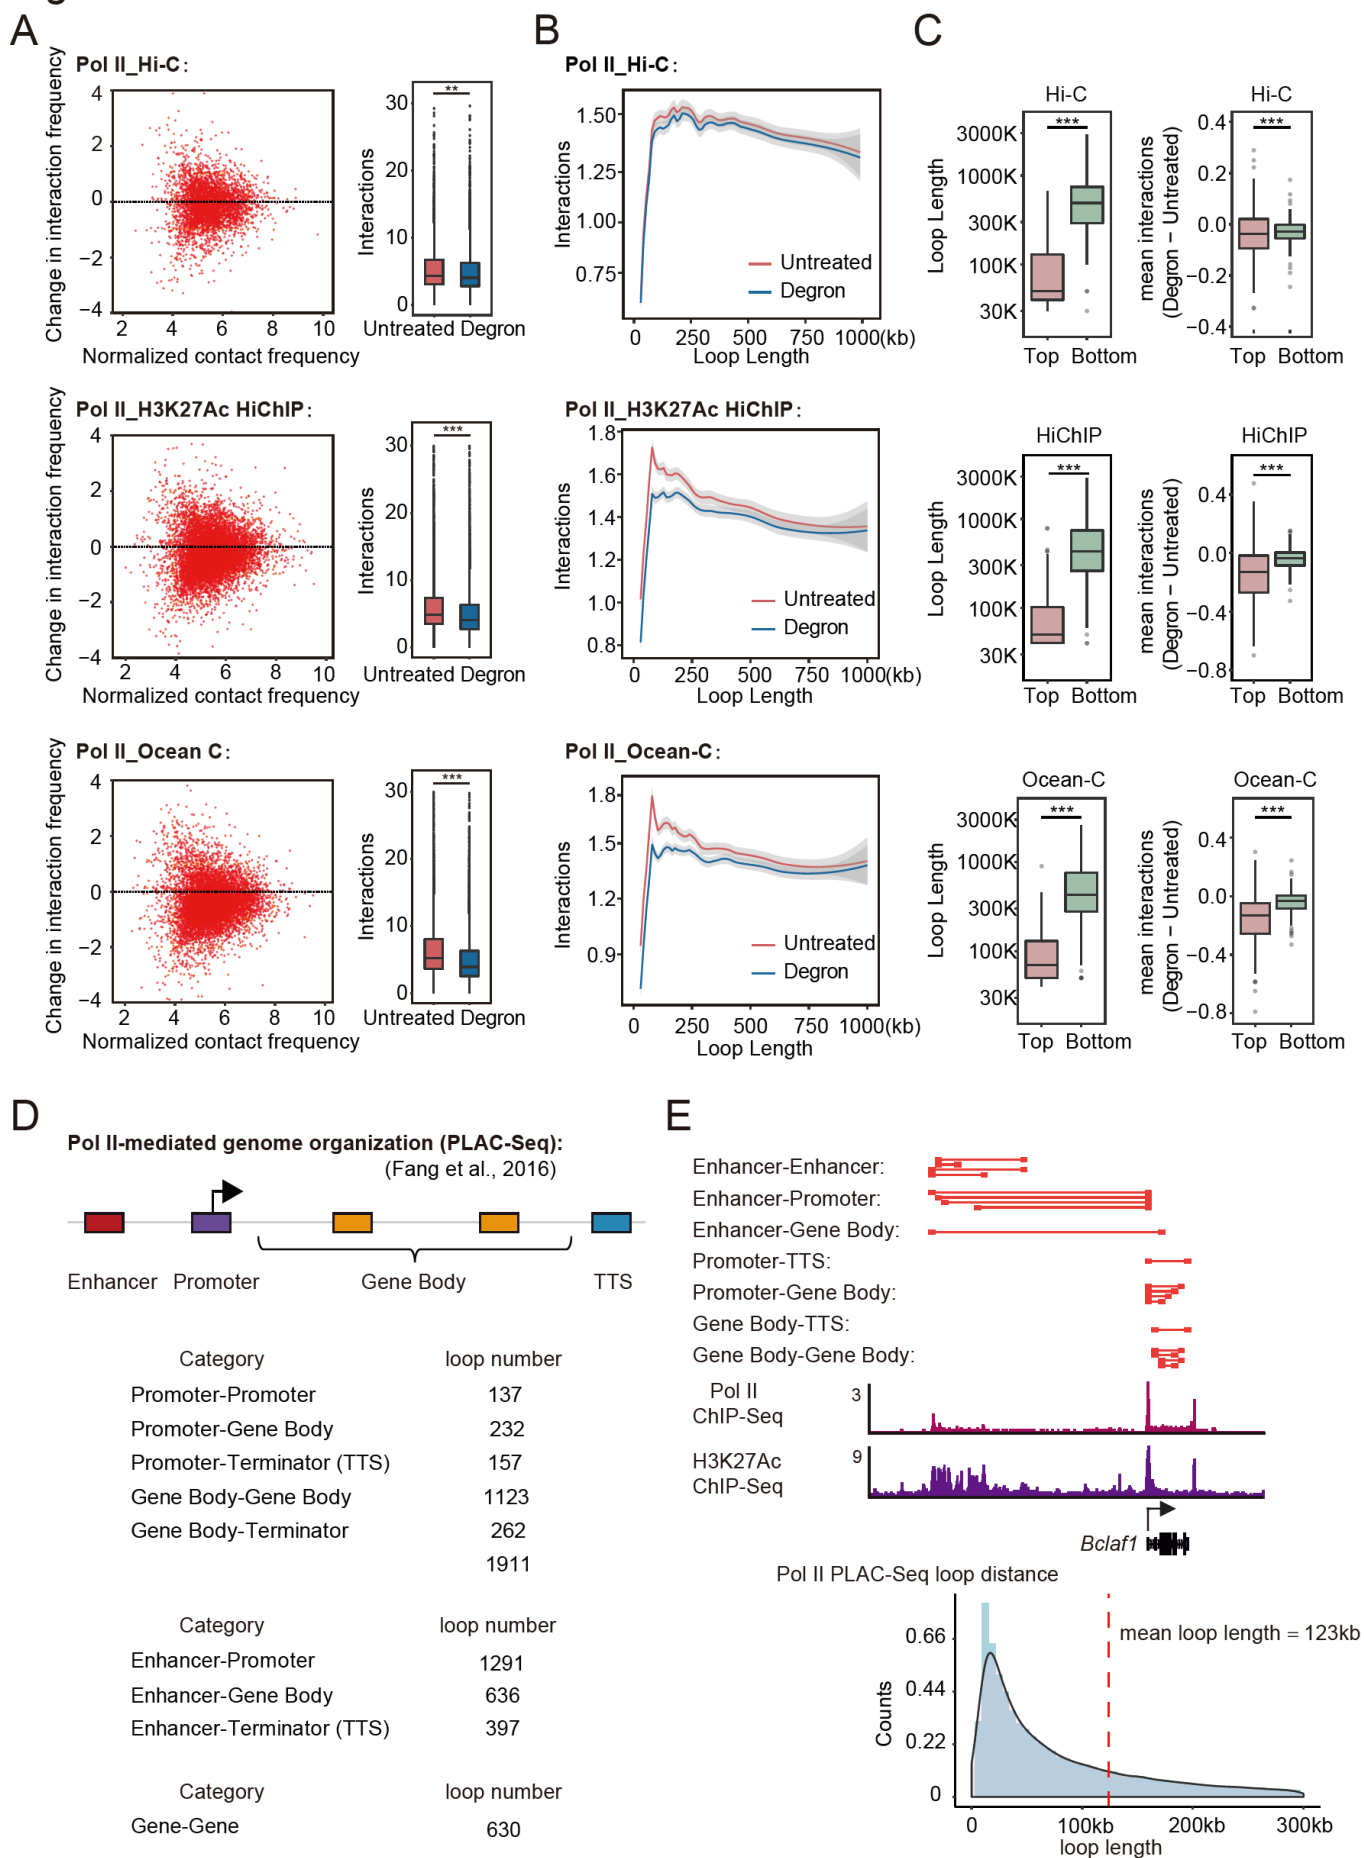 A
B
C
Pol II_Hi-C:
Change in interaction frequency
4
2
0
−2
−4
2
4
6
8
10
Normalized contact frequency
Interactions
30
20
10
0
**
Untreated Degron
Pol II_Hi-C:
Interactions
1.50
1.25
1.00
0.75
Untreated
Degron
0
250
500
750
1000(kb)
Loop Length
Hi-C
Loop Length
3000K
1000K
300K
100K
30K
***
Top Bottom
Hi-C
mean interactions
(Degron − Untreated)
0.4
0.2
0.0
−0.2
−0.4
***
Top Bottom
Pol II_H3K27Ac HiChIP:
Change in interaction frequency
4
2
0
−2
−4
2
4
6
8
10
Normalized contact frequency
Interactions
30
20
10
0
***
Untreated Degron
Pol II_H3K27Ac HiChIP:
Interactions
1.8
1.6
1.4
1.2
1.0
0.8
Untreated
Degron
0
250
500
750
1000(kb)
Loop Length
HiChIP
Loop Length
3000K
1000K
300K
100K
30K
***
Top Bottom
HiChIP
mean interactions
(Degron − Untreated)
0.4
0.0
−0.4
−0.8
***
Top Bottom
Pol II_Ocean C:
Change in interaction frequency
4
2
0
−2
−4
2
4
6
8
10
Normalized contact frequency
Interactions
30
20
10
0
***
Untreated Degron
Pol II_Ocean-C:
Interactions
1.8
1.5
1.2
0.9
Untreated
Degron
0
250
500
750
1000(kb)
Loop Length
Ocean-C
Loop Length
3000K
1000K
300K
100K
30K
***
Top Bottom
Ocean-C
mean interactions
(Degron − Untreated)
0.4
0.0
−0.4
−0.8
***
Top Bottom
D
Pol II-mediated genome organization (PLAC-Seq):
(Fang et al., 2016)
Enhancer Promoter Gene Body TTS
Category loop number
Promoter-Promoter 137
Promoter-Gene Body 232
Promoter-Terminator (TTS) 157
Gene Body-Gene Body 1123
Gene Body-Terminator 262
1911
Category loop number
Enhancer-Promoter 1291
Enhancer-Gene Body 636
Enhancer-Terminator (TTS) 397
Category loop number
Gene-Gene 630
E
Enhancer-Enhancer:
Enhancer-Promoter:
Enhancer-Gene Body:
Promoter-TTS:
Promoter-Gene Body:
Gene Body-TTS:
Gene Body-Gene Body:
Pol II
ChIP-Seq
3
H3K27Ac
ChIP-Seq
9
Bclaf1
Pol II PLAC-Seq loop distance
mean loop length = 123kb
Counts
0.66
0.44
0.22
0
0
100kb
200kb
300kb
loop length